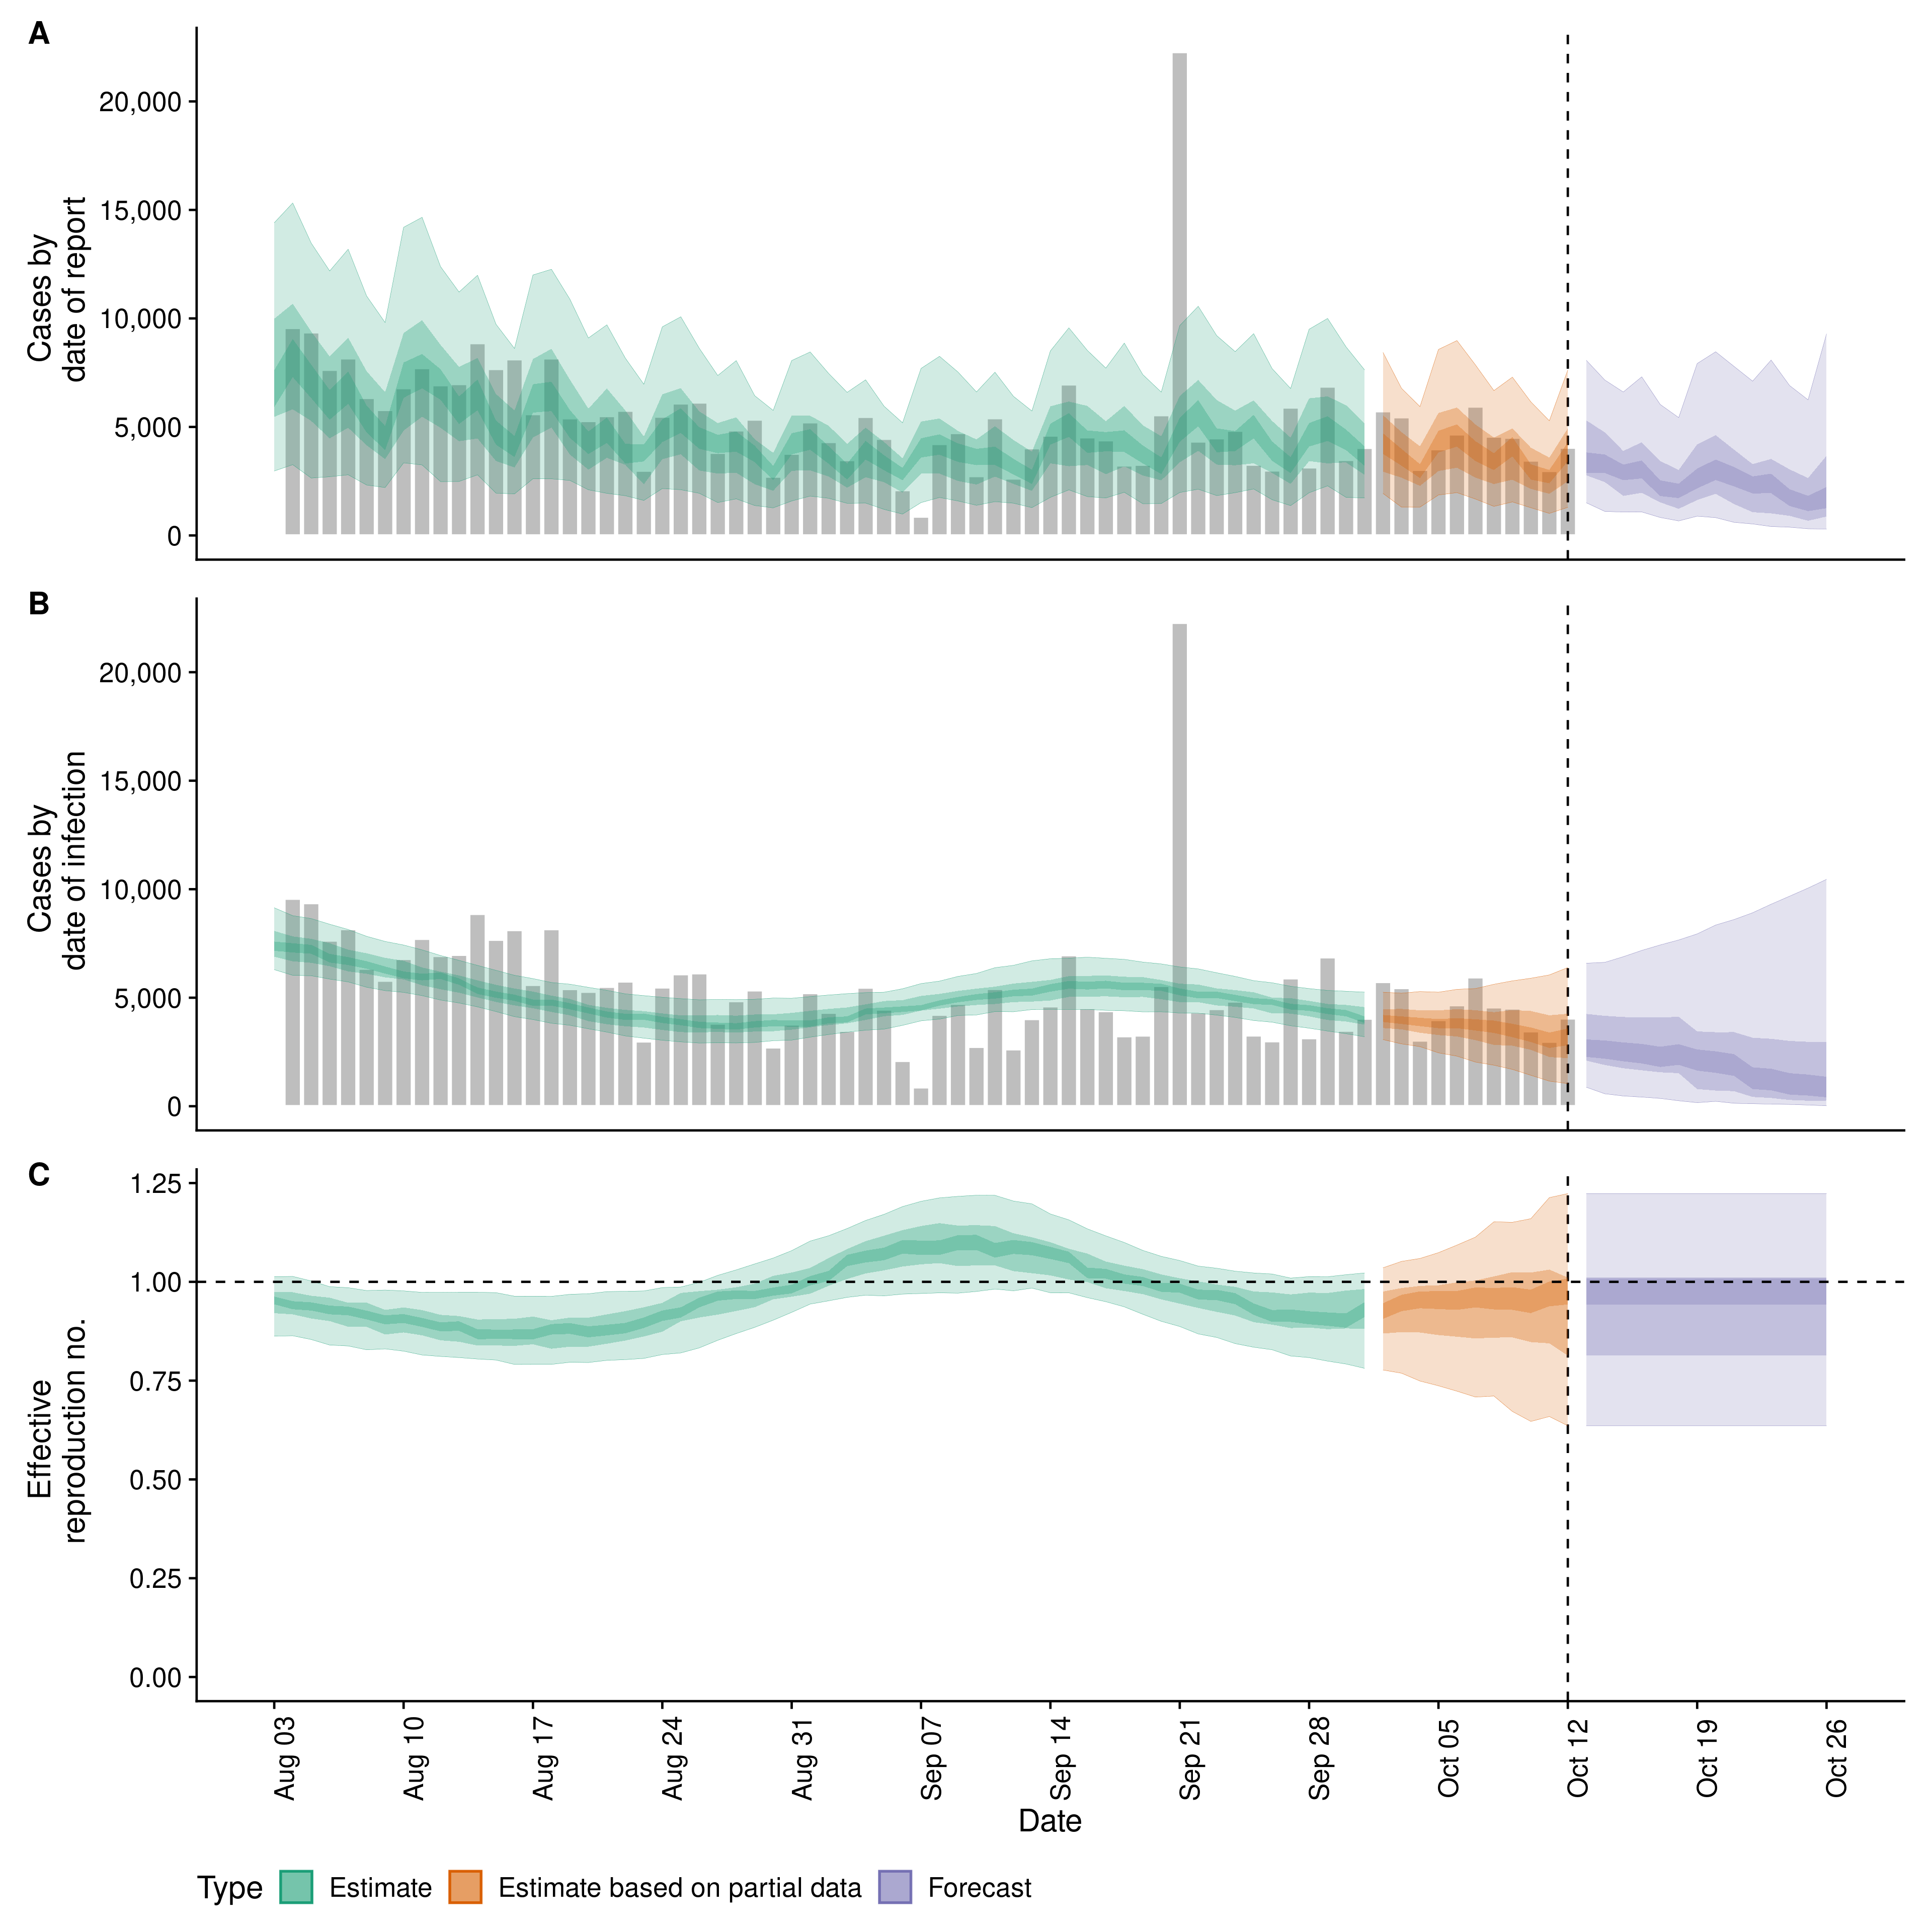 A
Cases by
date of report
20,000
15,000
10,000
5,000
0
B
Cases by
date of infection
20,000
15,000
10,000
5,000
0
C
Effective
reproduction no.
1.25
1.00
0.75
0.50
0.25
0.00
Aug 03
Aug 10
Aug 17
Aug 24
Aug 31
Sep 07
Sep 14
Sep 21
Sep 28
Oct 05
Oct 12
Oct 19
Oct 26
Date
Type Estimate Estimate based on partial data Forecast